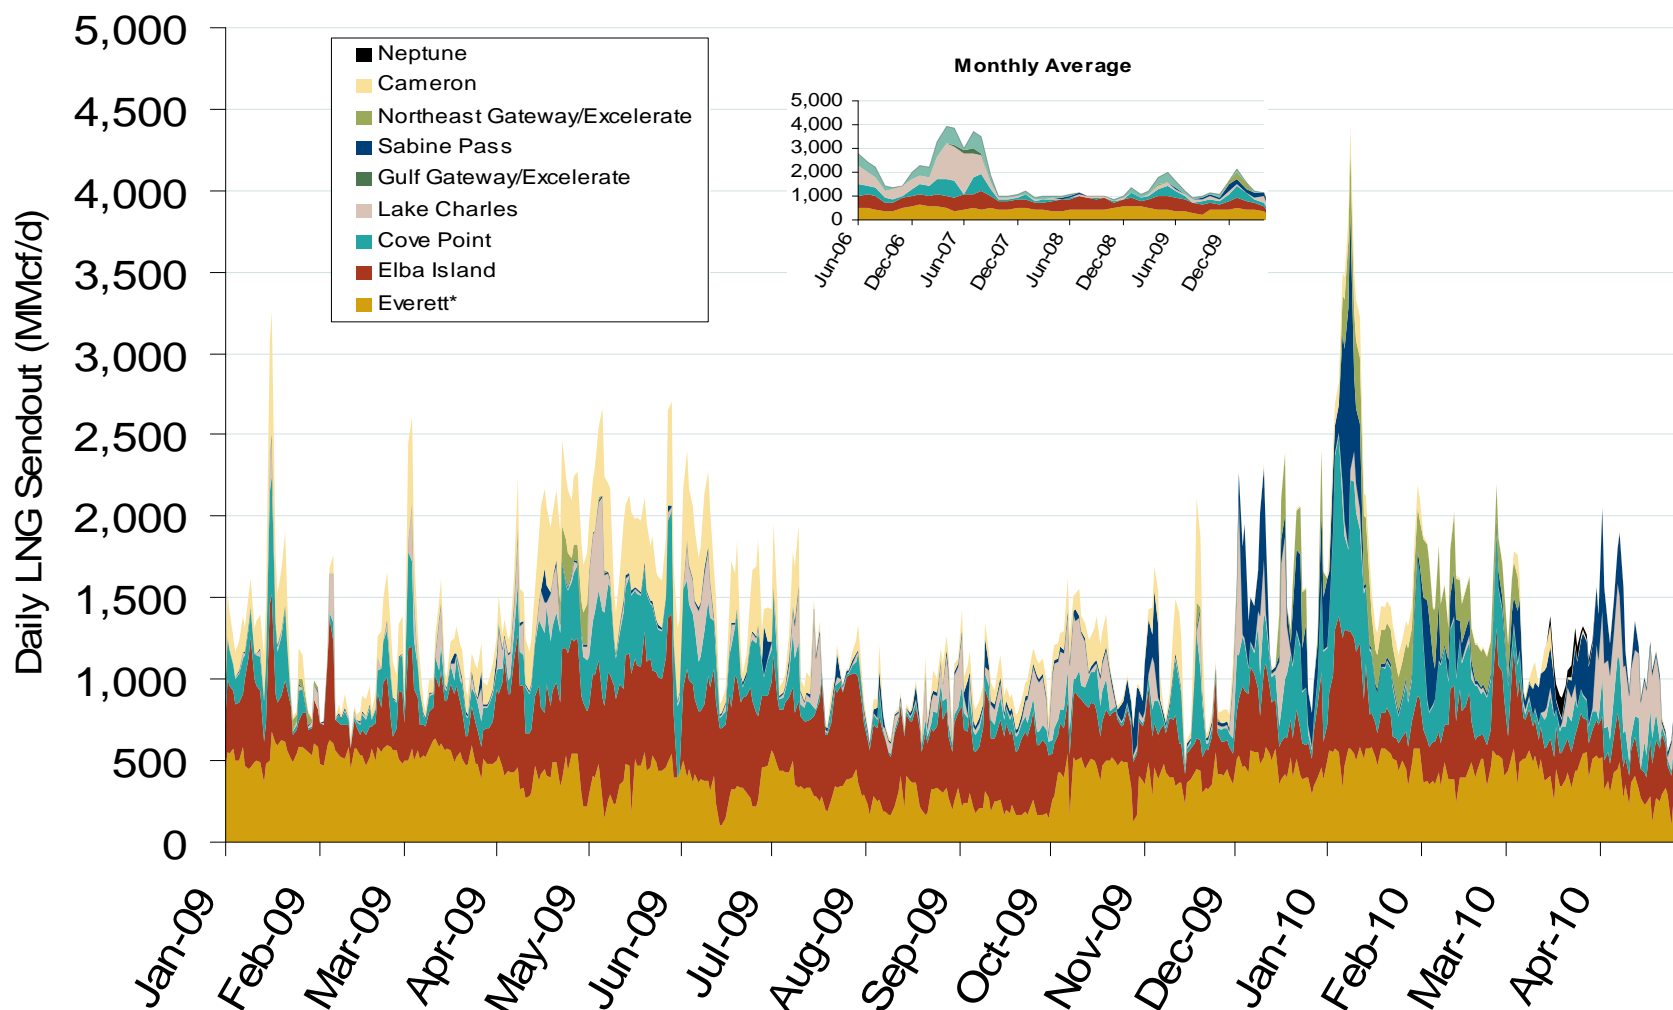 Daily LNG Sendout (MMcf/d)
5,000
4,500
4,000
3,500
3,000
2,500
2,000
1,500
1,000
500
0
Neptune
Cameron
Northeast Gateway/Excelerate
Sabine Pass
Gulf Gateway/Excelerate
Lake Charles
Cove Point
Elba Island
Everett*
Monthly Average
5,000
4,000
3,000
2,000
1,000
0
Jun-06
Dec-06
Jun-07
Dec-07
Jun-08
Dec-08
Jun-09
Dec-09
Jan-09
Feb-09
Mar-09
Apr-09
May-09
Jun-09
Jul-09
Aug-09
Sep-09
Oct-09
Nov-09
Dec-09
Jan-10
Feb-10
Mar-10
Apr-10